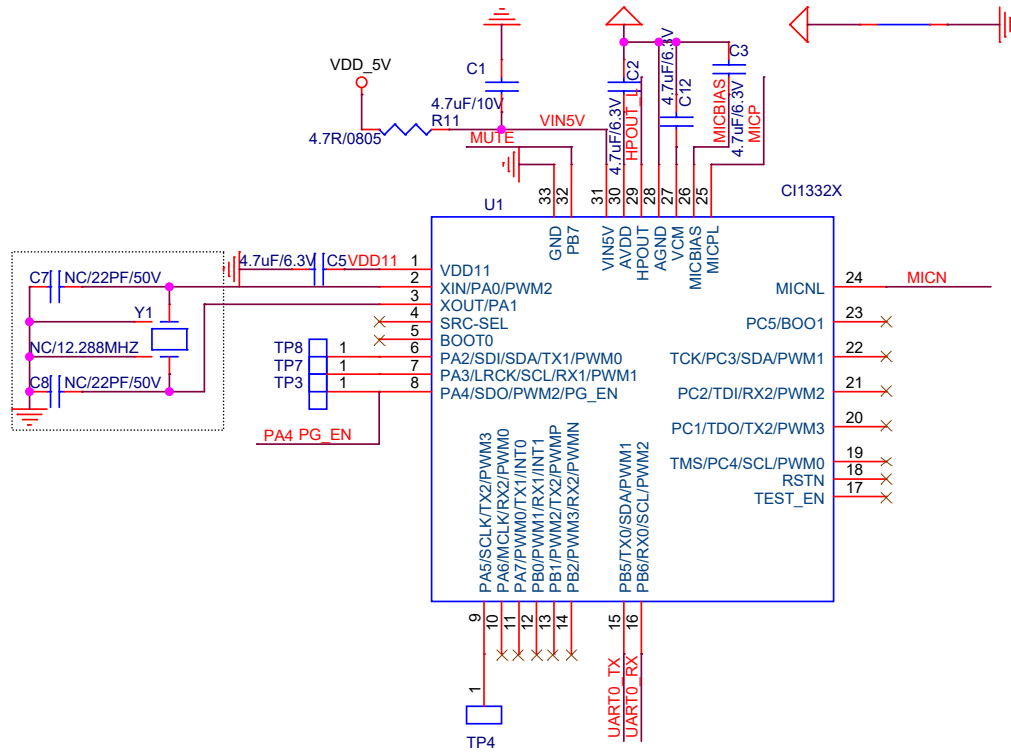 VDD_5V
C1
4.7uF/10V
R11
4.7R/0805
VIN5V
MUTE
4.7uF/6.3V
C2
HPOUT_L
4.7uF/6.3V
C12
MICBIAS
C3
4.7uF/6.3V
MICP
CI1332X
U1
33
32
31
30
29
28
27
26
25
GND
PB7
VIN5V
AVDD
HPOUT
AGND
VCM
MICBIAS
MICPL
4.7uF/6.3V
C5
VDD11
C7
NC/22PF/50V
Y1
NC/12.288MHZ
C8
NC/22PF/50V
1
VDD11
2
XIN/PA0/PWM2
3
XOUT/PA1
4
SRC-SEL
5
BOOT0
TP8
1
6
PA2/SDI/SDA/TX1/PWM0
TP7
1
7
PA3/LRCK/SCL/RX1/PWM1
TP3
1
8
PA4/SDO/PWM2/PG_EN
PA4 PG_EN
MICNL
24
MICN
PC5/BOO1
23
TCK/PC3/SDA/PWM1
22
PC2/TDI/RX2/PWM2
21
PC1/TDO/TX2/PWM3
20
TMS/PC4/SCL/PWM0
19
RSTN
18
TEST_EN
17
PA5/SCLK/TX2/PWM3
PA6/MCLK/RX2/PWM0
PA7/PWM0/TX1/INT0
PB0/PWM1/RX1/INT1
PB1/PWM2/TX2/PWMP
PB2/PWM3/RX2/PWMN
PB5/TX0/SDA/PWM1
PB6/RX0/SCL/PWM2
9
10
11
12
13
14
15
16
UART0_TX
UART0_RX
1
TP4